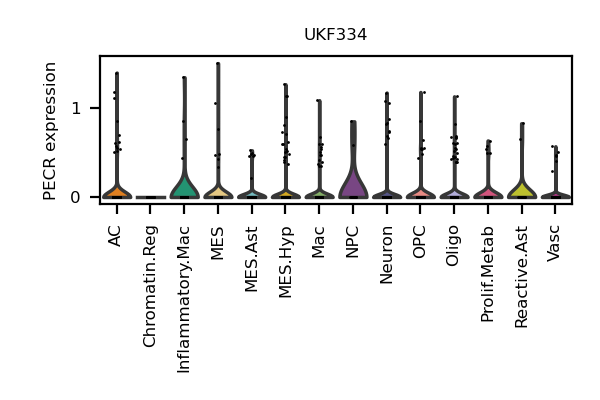 UKF334
PECR expression
1
0
AC
Chromatin.Reg
Inflammatory.Mac
MES
MES.Ast
MES.Hyp
Mac
NPC
Neuron
OPC
Oligo
Prolif.Metab
Reactive.Ast
Vasc